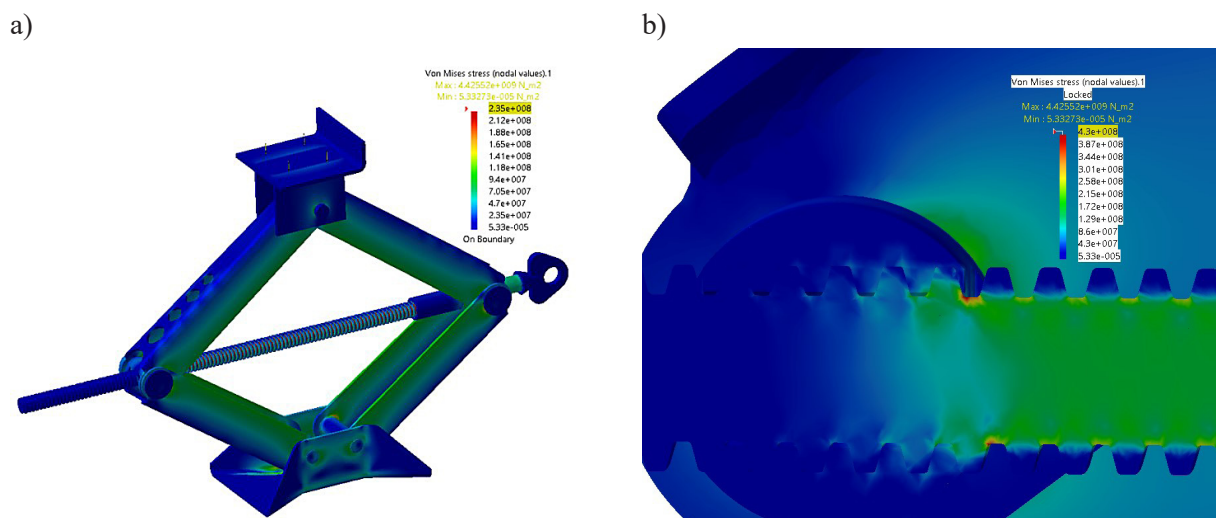 a)
b)
Von Mises stress (nodal values).1
Max : 4.42552e+009 N_m2
Min : 5.33273e-005 N_m2
2.35e+008
2.12e+008
1.88e+008
1.65e+008
1.41e+008
1.18e+008
9.4e+007
7.05e+007
4.7e+007
2.35e+007
5.33e-005
On Boundary
Von Mises stress (nodal values).1
Locked
Max : 4.42552e+009 N_m2
Min : 5.33273e-005 N_m2
4.3e+008
3.87e+008
3.44e+008
3.01e+008
2.58e+008
2.15e+008
1.72e+008
1.29e+008
8.6e+007
4.3e+007
5.33e-005